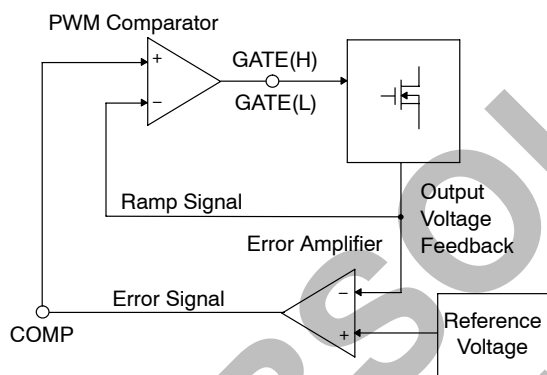 PWM Comparator
+
−
GATE(H)
GATE(L)
Ramp Signal
Output
Voltage
Feedback
Error Amplifier
Error Signal
−
+
COMP
Reference
Voltage